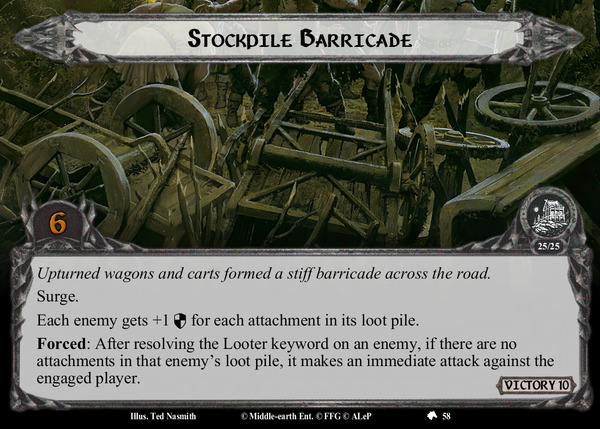 Stockpile Barricade
6
25/25
Upturned wagons and carts formed a stiff barricade across the road.
Surge.
Each enemy gets +1 for each attachment in its loot pile.
Forced: After resolving the Looter keyword on an enemy, if there are no
attachments in that enemy's loot pile, it makes an immediate attack against the
engaged player.
VICTORY 10
Illus. Ted Nasmith © Middle-earth Ent. © FFG © ALeP 58